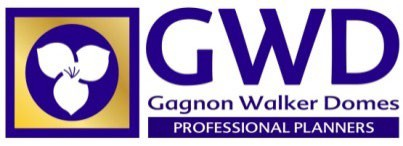 GWD
Gagnon Walker Domes
PROFESSIONAL PLANNERS